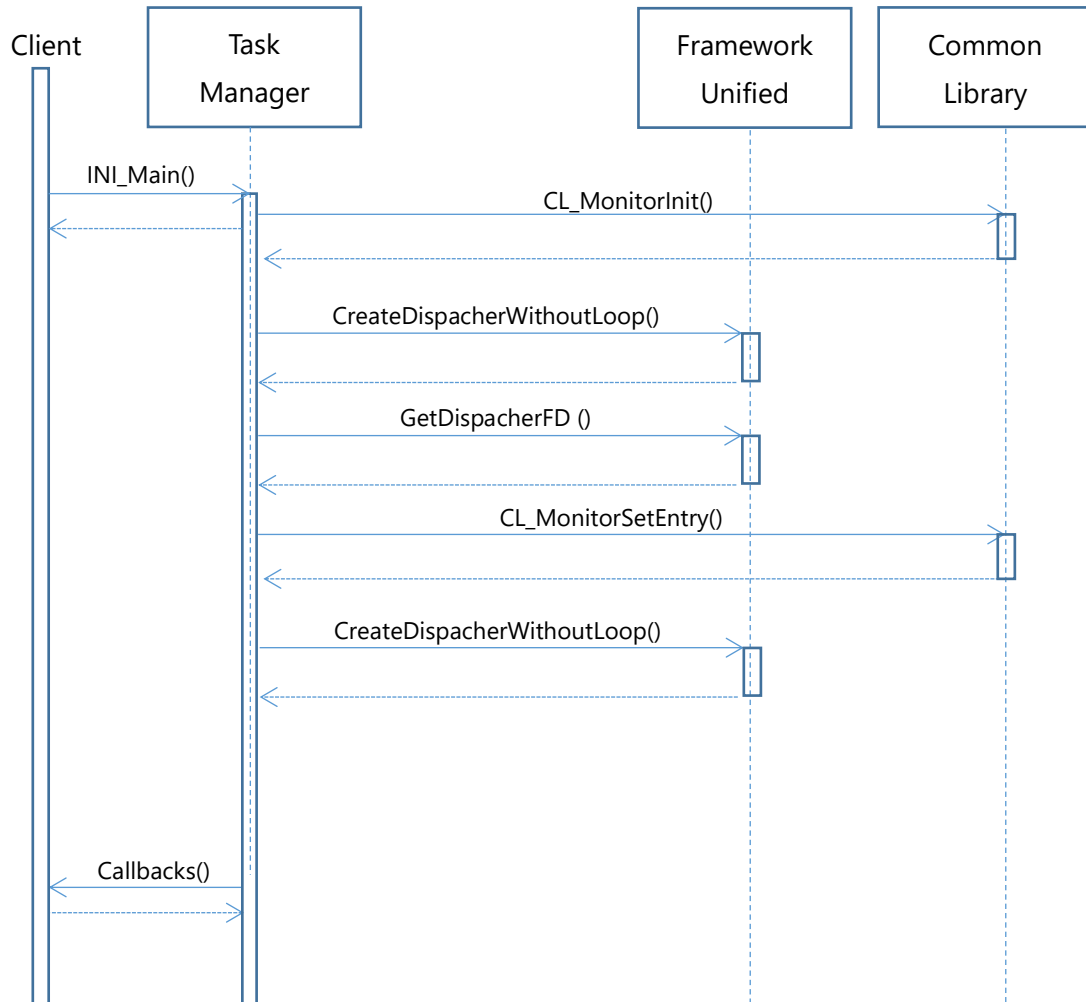 Client
Task
Manager
Framework
Unified
Common
Library
INI_Main()
CL_MonitorInit()
CreateDispacherWithoutLoop()
GetDispacherFD ()
CL_MonitorSetEntry()
CreateDispacherWithoutLoop()
Callbacks()